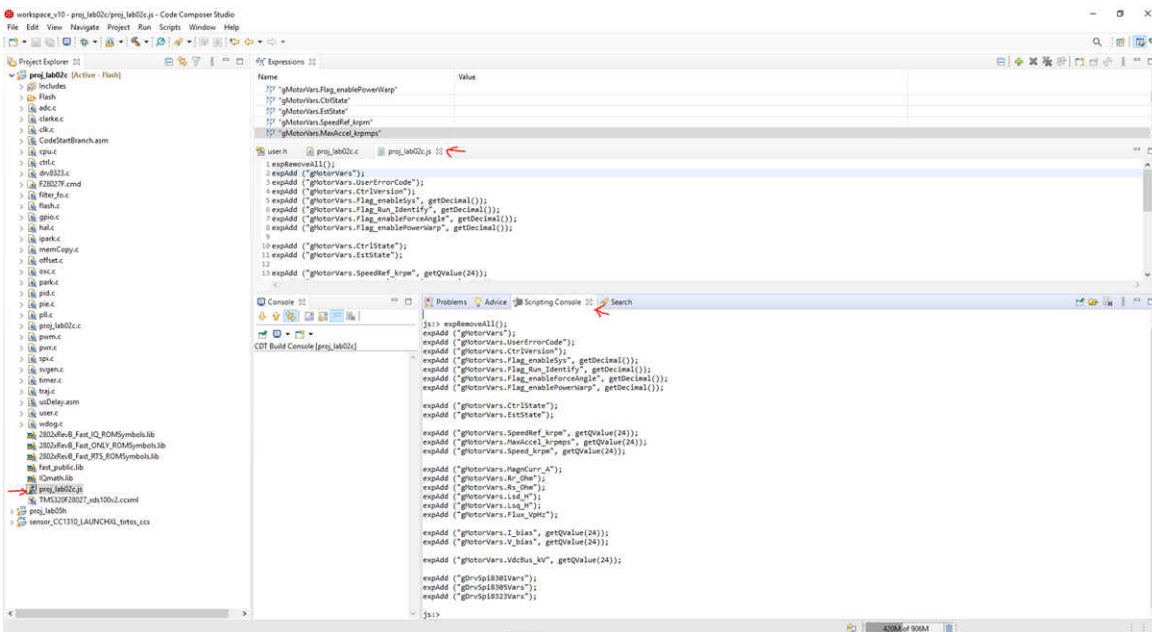 workspace_v10 - proj_lab02c/proj_lab02c.js - Code Composer Studio
File Edit View Navigate Project Run Scripts Window Help
Project Explorer
proj_lab02c [Active - Flash]
Includes
Flash
adc.c
clarke.c
clk.c
CodeStartBranch.asm
cpu.c
ctrl.c
drv8323.c
F28027F.cmd
filter_fo.c
flash.c
gpio.c
hal.c
ipark.c
memCopy.c
offset.c
osc.c
park.c
pid.c
pie.c
pll.c
proj_lab02c.c
pwm.c
pwr.c
spi.c
svgen.c
timer.c
traj.c
usDelay.asm
user.c
wdog.c
2802xRevB_Fast_IQ_ROMSymbols.lib
2802xRevB_Fast_ONLY_ROMSymbols.lib
2802xRevB_Fast_RTS_ROMSymbols.lib
fast_public.lib
IQmath.lib
proj_lab02c.js
TMS320F28027_xds100v2.ccxml
proj_lab05h
sensor_CC1310_LAUNCHXL_tirtos_ccs
Expressions
Name Value
"gMotorVars.Flag_enablePowerWarp"
"gMotorVars.CtrlState"
"gMotorVars.EstState"
"gMotorVars.SpeedRef_krpm"
"gMotorVars.MaxAccel_krpmps"
user.h proj_lab02c.c proj_lab02c.js
1 expRemoveAll();
2 expAdd ("gMotorVars");
3 expAdd ("gMotorVars.UserErrorCode");
4 expAdd ("gMotorVars.CtrlVersion");
5 expAdd ("gMotorVars.Flag_enableSys", getDecimal());
6 expAdd ("gMotorVars.Flag_Run_Identify", getDecimal());
7 expAdd ("gMotorVars.Flag_enableForceAngle", getDecimal());
8 expAdd ("gMotorVars.Flag_enablePowerWarp", getDecimal());
9
10 expAdd ("gMotorVars.CtrlState");
11 expAdd ("gMotorVars.EstState");
12
13 expAdd ("gMotorVars.SpeedRef_krpm", getQValue(24));
Console
CDT Build Console [proj_lab02c]
Problems Advice Scripting Console Search
js:> expRemoveAll();
expAdd ("gMotorVars");
expAdd ("gMotorVars.UserErrorCode");
expAdd ("gMotorVars.CtrlVersion");
expAdd ("gMotorVars.Flag_enableSys", getDecimal());
expAdd ("gMotorVars.Flag_Run_Identify", getDecimal());
expAdd ("gMotorVars.Flag_enableForceAngle", getDecimal());
expAdd ("gMotorVars.Flag_enablePowerWarp", getDecimal());
expAdd ("gMotorVars.CtrlState");
expAdd ("gMotorVars.EstState");
expAdd ("gMotorVars.SpeedRef_krpm", getQValue(24));
expAdd ("gMotorVars.MaxAccel_krpmps", getQValue(24));
expAdd ("gMotorVars.Speed_krpm", getQValue(24));
expAdd ("gMotorVars.MagnCurr_A");
expAdd ("gMotorVars.Rr_Ohm");
expAdd ("gMotorVars.Rs_Ohm");
expAdd ("gMotorVars.Lsd_H");
expAdd ("gMotorVars.Lsq_H");
expAdd ("gMotorVars.Flux_VpHz");
expAdd ("gMotorVars.I_bias", getQValue(24));
expAdd ("gMotorVars.V_bias", getQValue(24));
expAdd ("gMotorVars.VdcBus_kV", getQValue(24));
expAdd ("gDrvSpi8301Vars");
expAdd ("gDrvSpi8305Vars");
expAdd ("gDrvSpi8323Vars");
js:>
420M of 906M